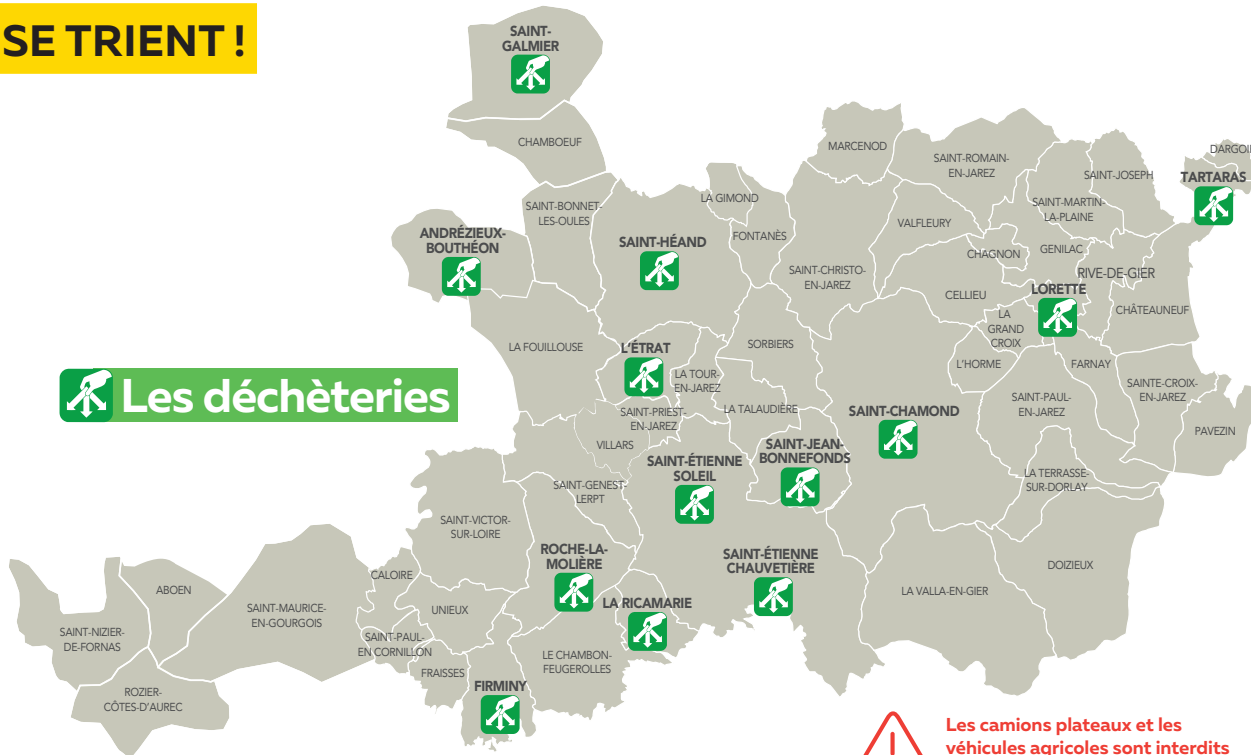 SE TRIENT !
SAINT-
GALMIER
CHAMBOEUF
MARCENOD
SAINT-ROMAIN-
EN-JAREZ
SAINT-JOSEPH
TARTARAS
SAINT-BONNET-
LES-OULES
LA GIMOND
FONTANÈS
SAINT-MARTIN-
LA-PLAINE
VALFLEURY
ANDRÉZIEUX-
BOUTHÉON
SAINT-HÉAND
CHAGNON
GENILAC
SAINT-CHRISTO-
EN-JAREZ
RIVE-DE-GIER
CELLIEU
LORETTE
CHÂTEAUNEUF
LA
GRAND
CROIX
LA FOUILLOUSE
L'ÉTRAT
SORBIERS
L'HORME
FARNAY
LA TOUR-
EN-JAREZ
SAINTE-CROIX-
EN-JAREZ
Les déchèteries
SAINT-PRIEST-
EN-JAREZ
LA TALAUDIÈRE
SAINT-CHAMOND
SAINT-PAUL-
EN-JAREZ
PAVEZIN
VILLARS
SAINT-ÉTIENNE
SOLEIL
SAINT-JEAN-
BONNEFONDS
SAINT-GENEST-
LERPT
LA TERRASSE-
SUR-DORLAY
SAINT-VICTOR-
SUR-LOIRE
ROCHE-LA-
MOLIÈRE
SAINT-ÉTIENNE
CHAUVETIÈRE
DOIZIEUX
CALOIRE
ABOEN
LA VALLA-EN-GIER
SAINT-MAURICE-
EN-GOURGOIS
UNIEUX
LA RICAMARIE
SAINT-NIZIER-
DE-FORNAS
SAINT-PAUL-
EN CORNILLON
LE CHAMBON-
FEUGEROLLES
FRAISSES
FIRMINY
ROZIER-
CÔTES-D'AUREC
Les camions plateaux et les
véhicules agricoles sont interdits